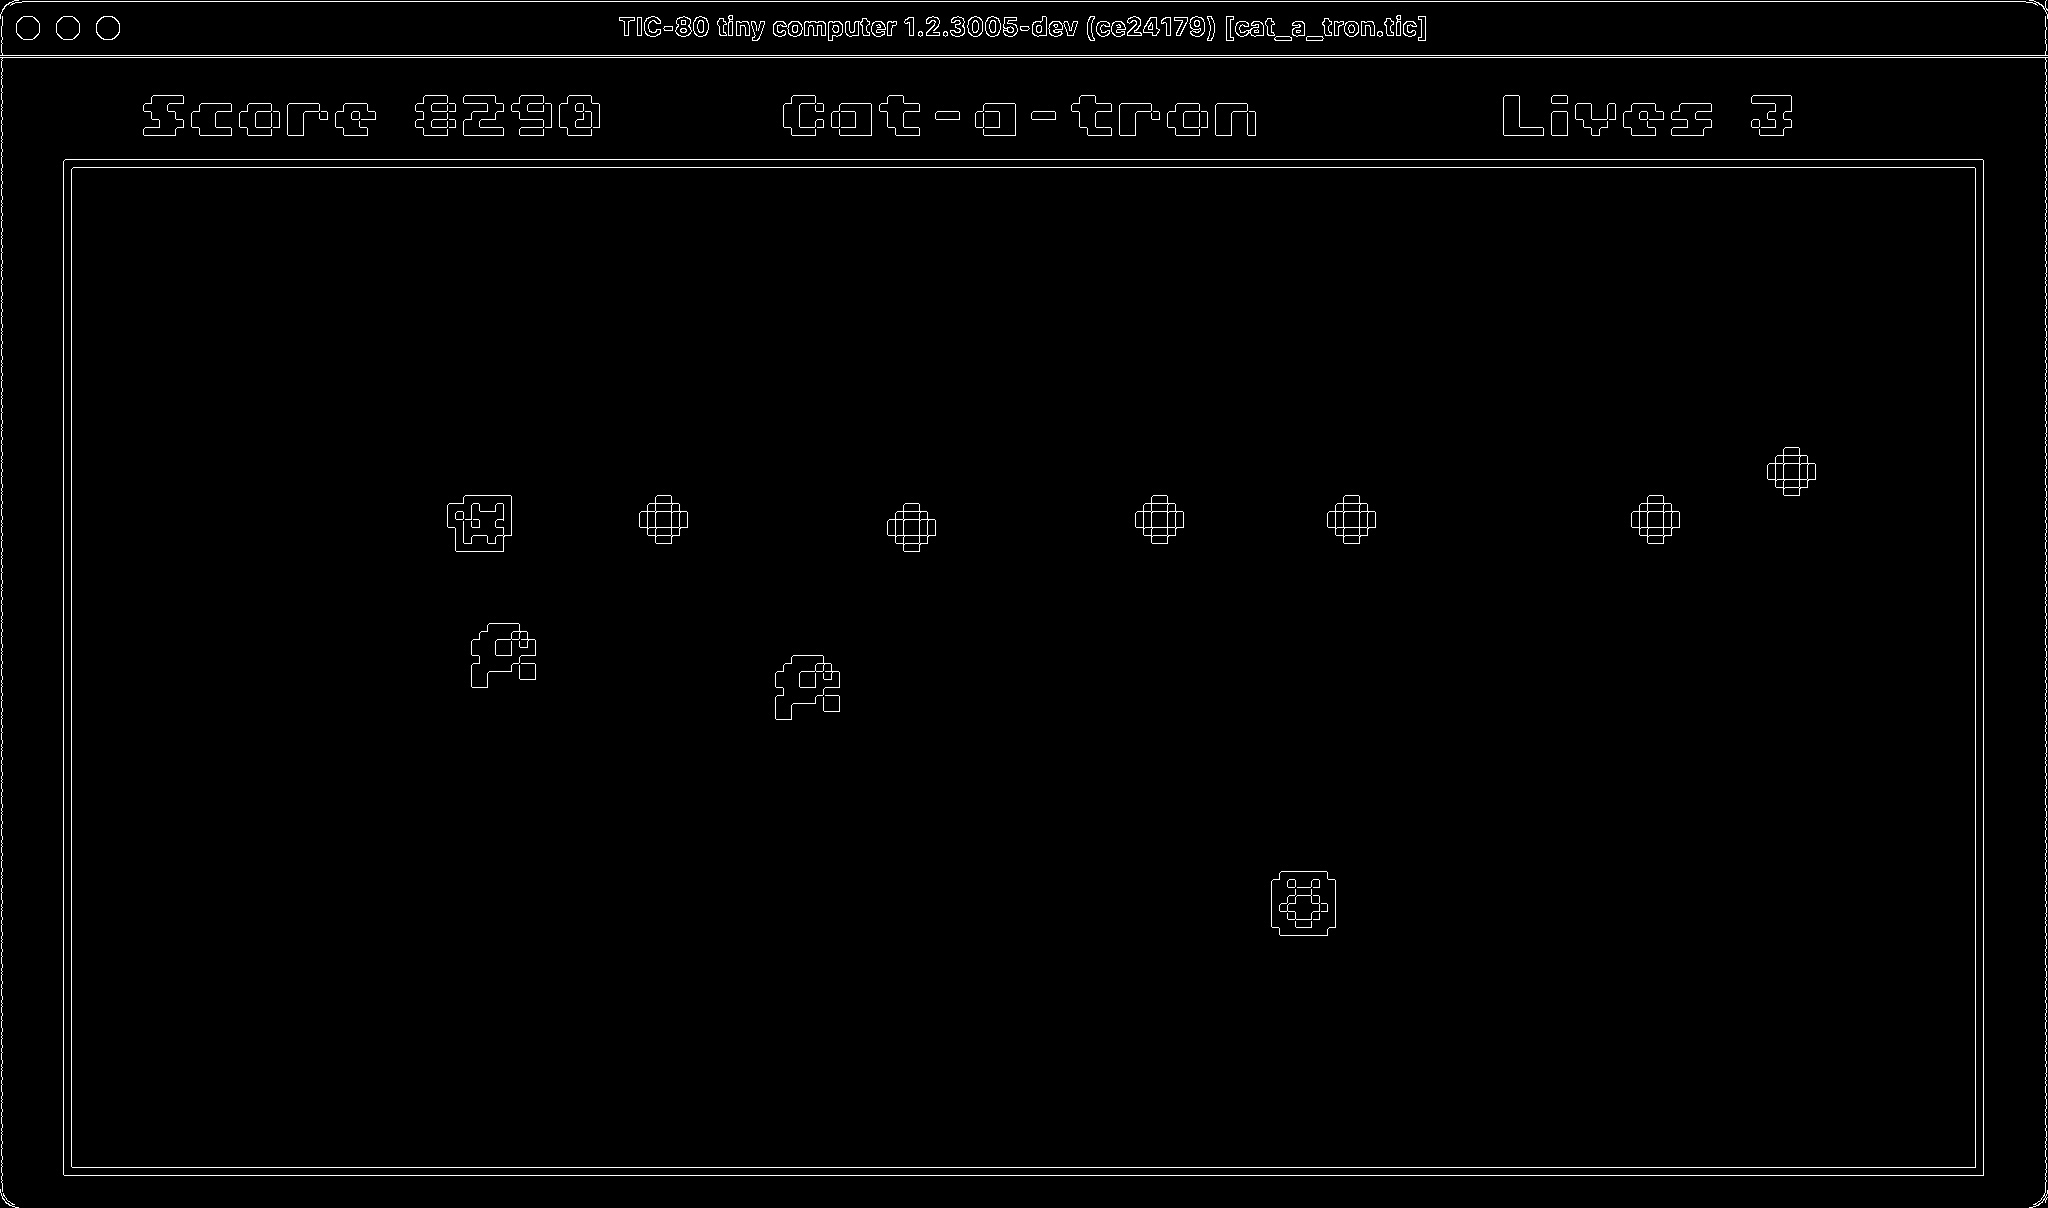 TIC-80 tiny computer 1.2.3005-dev (ce24179) [cat_a_tron.tic]
Score 8290 Cat-a-tron Lives 3